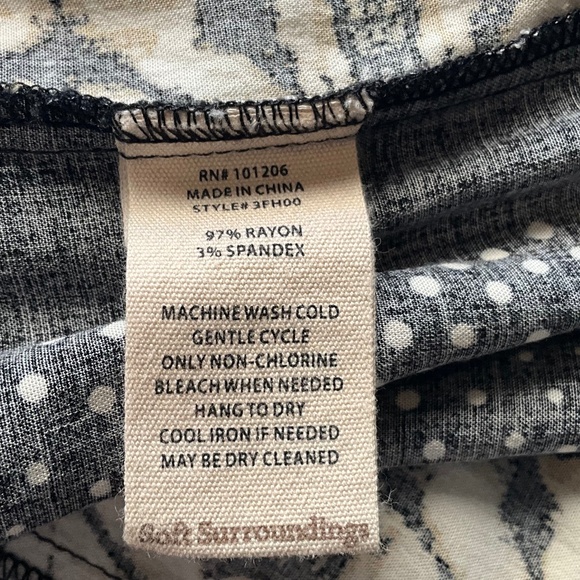 RN# 101206
MADE IN CHINA
STYLE# 3FH00
97% RAYON
3% SPANDEX
MACHINE WASH COLD
GENTLE CYCLE
ONLY NON-CHLORINE
BLEACH WHEN NEEDED
HANG TO DRY
COOL IRON IF NEEDED
MAY BE DRY CLEANED
Soft Surroundings